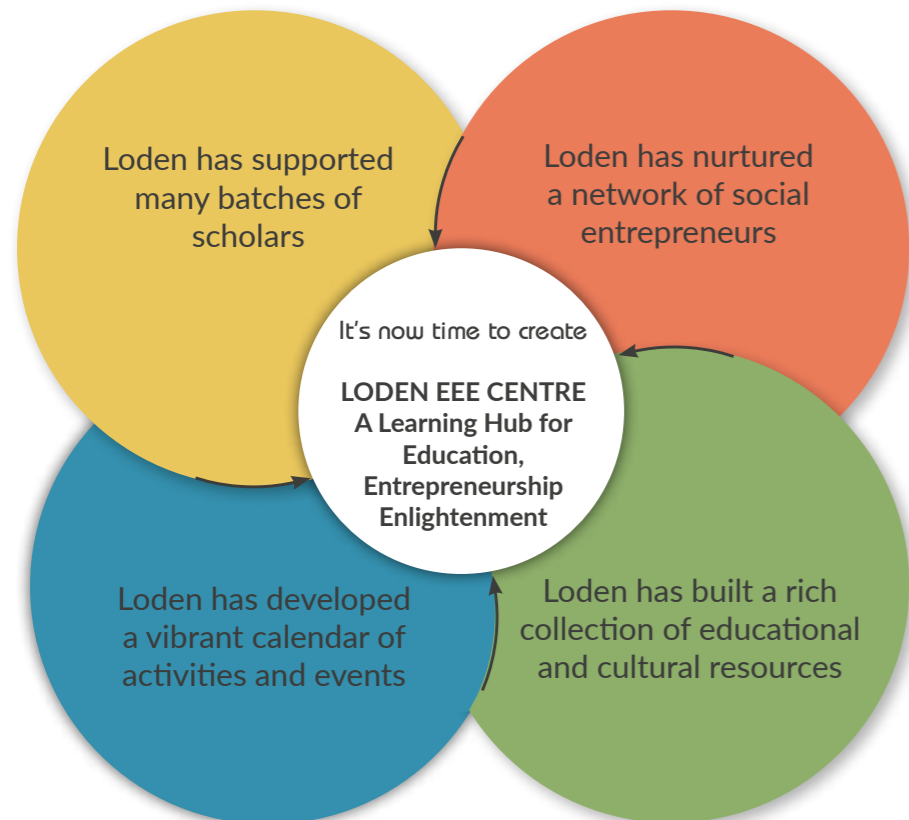 Loden has supported
many batches of
scholars
Loden has nurtured
a network of social
entrepreneurs
It's now time to create
LODEN EEE CENTRE
A Learning Hub for
Education,
Entrepreneurship
Enlightenment
Loden has developed
a vibrant calendar of
activities and events
Loden has built a rich
collection of educational
and cultural resources